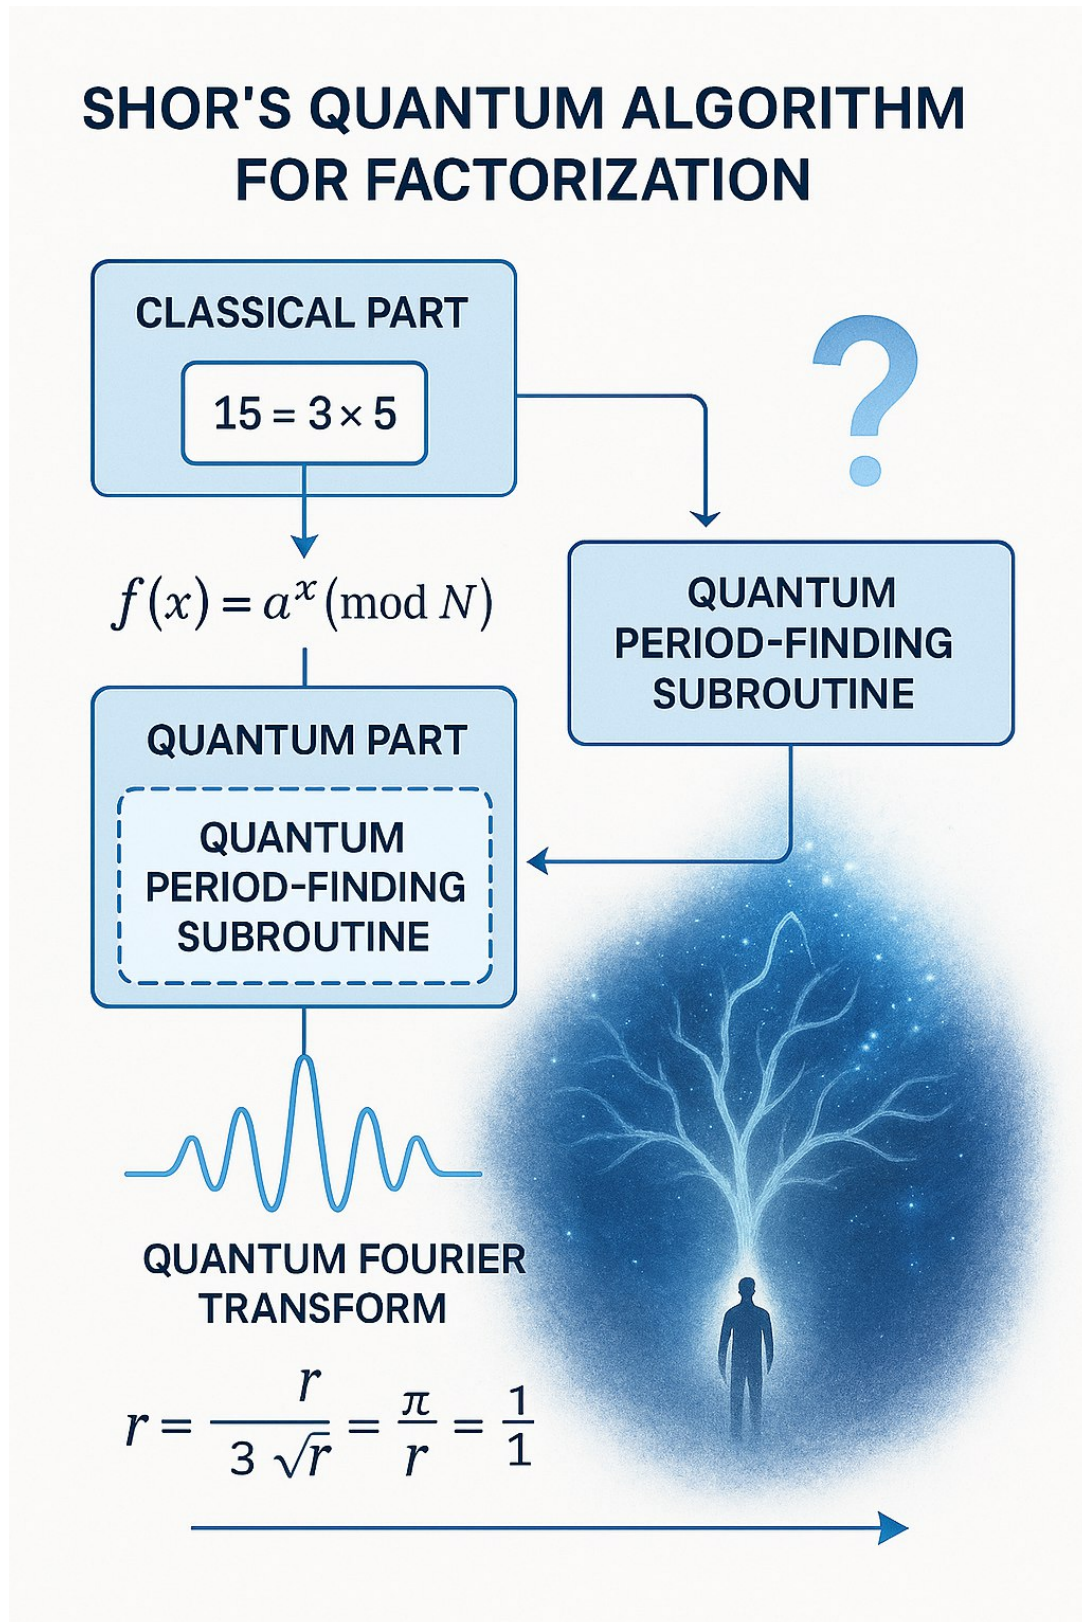 SHOR'S QUANTUM ALGORITHM
FOR FACTORIZATION
CLASSICAL PART
15 = 3 × 5
?
f(x) = a^x (mod N)
QUANTUM
PERIOD-FINDING
SUBROUTINE
QUANTUM PART
QUANTUM
PERIOD-FINDING
SUBROUTINE
QUANTUM FOURIER
TRANSFORM
r = r / (3 √r) = π / r = 1 / 1